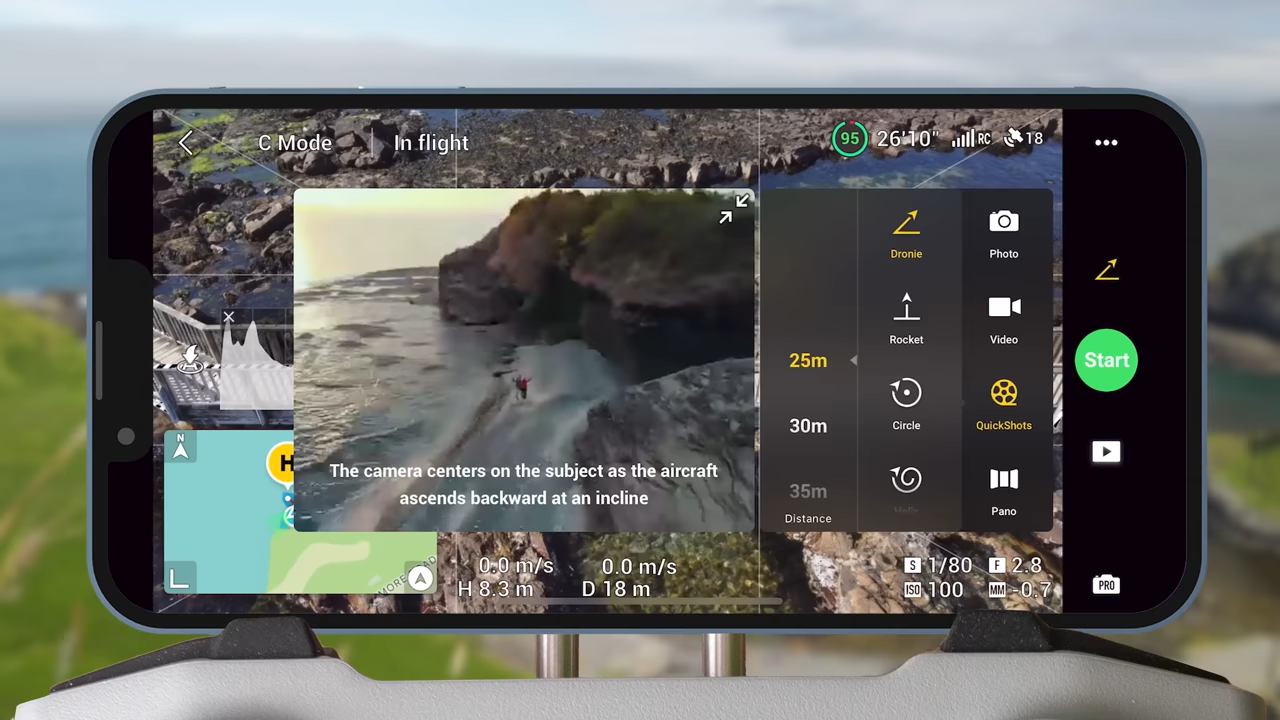 C Mode
In flight
95
26'10"
RC
18
Dronie
Photo
Rocket
Video
25m
30m
Circle
QuickShots
35m
Distance
Pano
Start
The camera centers on the subject as the aircraft
ascends backward at an incline
N
H
0.0 m/s
0.0 m/s
H 8.3 m
D 18 m
S 1/80
F 2.8
ISO 100
MM -0.7
PRO